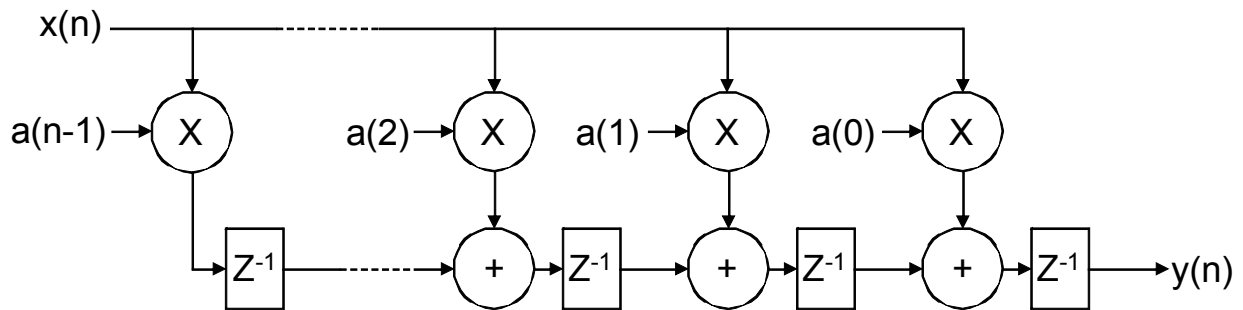 x(n)
a(n-1) X a(2) X a(1) X a(0) X
Z-1 + Z-1 + Z-1 + Z-1 y(n)